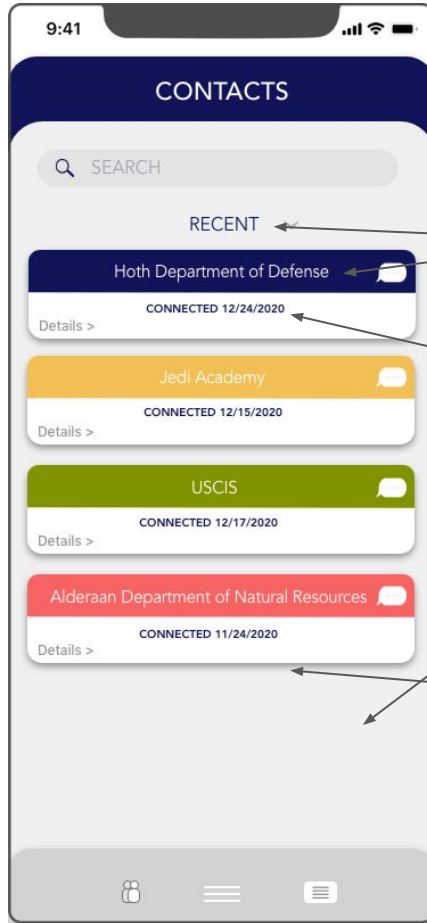 9:41
CONTACTS
SEARCH
RECENT
Hoth Department of Defense
CONNECTED 12/24/2020
Details >
Jedi Academy
CONNECTED 12/15/2020
Details >
USCIS
CONNECTED 12/17/2020
Details >
Alderaan Department of Natural Resources
CONNECTED 11/24/2020
Details >